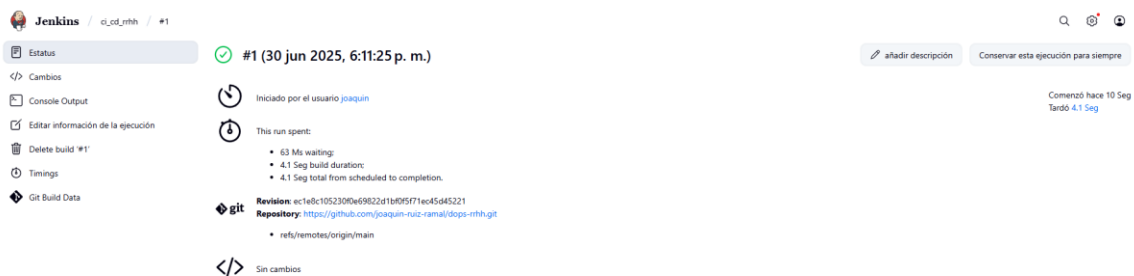 Jenkins / ci_cd_rrhh / #1
Estatus
Cambios
Console Output
Editar información de la ejecución
Delete build '#1'
Timings
Git Build Data
#1 (30 jun 2025, 6:11:25 p. m.)
añadir descripción
Conservar esta ejecución para siempre
Iniciado por el usuario joaquin
Comenzó hace 10 Seg
Tardó 4.1 Seg
This run spent:
63 Ms waiting;
4.1 Seg build duration;
4.1 Seg total from scheduled to completion.
git
Revision: ec1e8c105230f0e69822d1bf0f5f71ec45d45221
Repository: https://github.com/joaquin-ruiz-ramal/dops-rrhh.git
refs/remotes/origin/main
Sin cambios